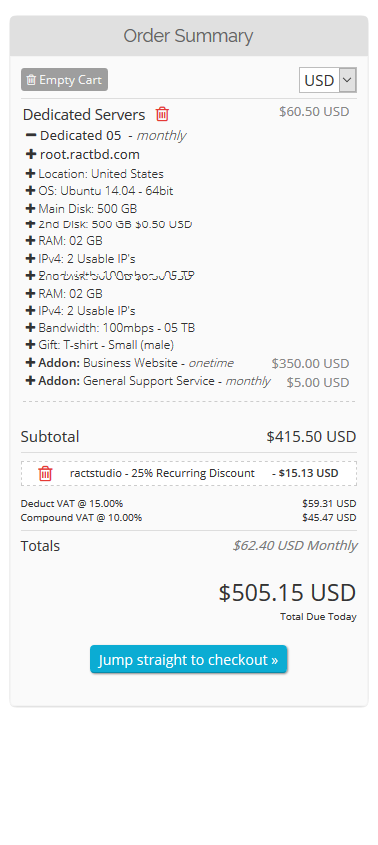 Order Summary
Empty Cart
USD
Dedicated Servers $60.50 USD
Dedicated 05 - monthly
root.ractbd.com
Location: United States
OS: Ubuntu 14.04 - 64bit
Main Disk: 500 GB
2nd Disk: 500 GB $0.50 USD
RAM: 02 GB
IPv4: 2 Usable IP's
RAM: 02 GB
IPv4: 2 Usable IP's
Bandwidth: 100mbps - 05 TB
Gift: T-shirt - Small (male)
Addon: Business Website - onetime $350.00 USD
Addon: General Support Service - monthly $5.00 USD
Subtotal $415.50 USD
ractstudio - 25% Recurring Discount - $15.13 USD
Deduct VAT @ 15.00% $59.31 USD
Compound VAT @ 10.00% $45.47 USD
Totals $62.40 USD Monthly
$505.15 USD
Total Due Today
Jump straight to checkout »